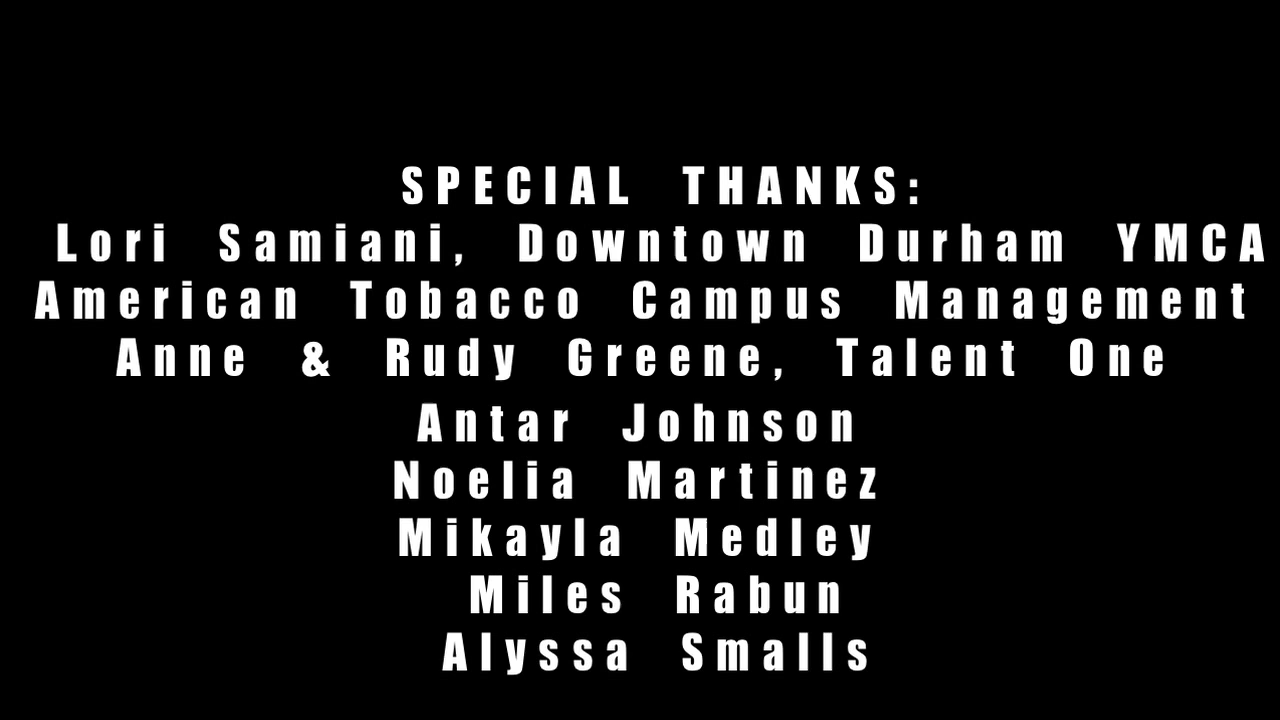 SPECIAL THANKS:
Lori Samiani, Downtown Durham YMCA
American Tobacco Campus Management
Anne & Rudy Greene, Talent One
Antar Johnson
Noelia Martinez
Mikayla Medley
Miles Rabun
Alyssa Smalls